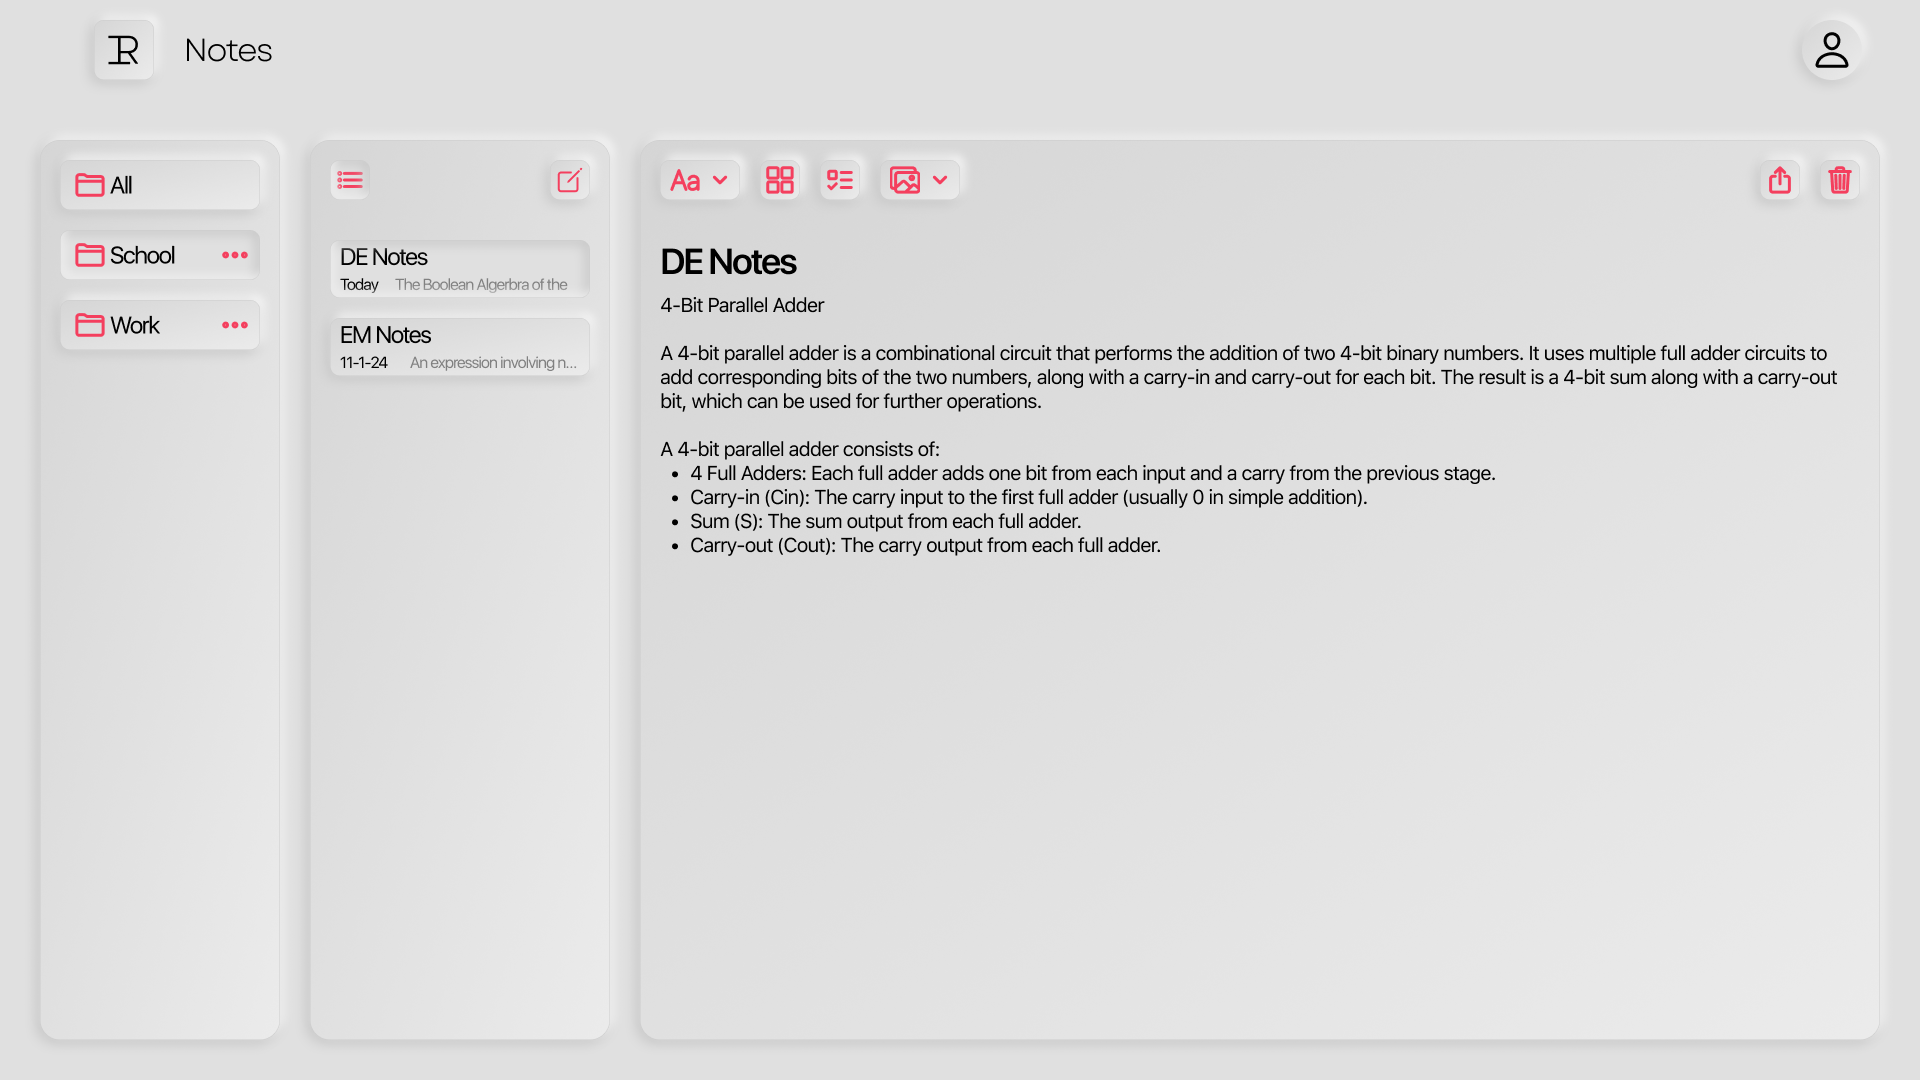 R
Notes
All
School
Work
DE Notes
Today The Boolean Algerbra of the
EM Notes
11-1-24 An expression involving n...
Aa
DE Notes
4-Bit Parallel Adder
A 4-bit parallel adder is a combinational circuit that performs the addition of two 4-bit binary numbers. It uses multiple full adder circuits to
add corresponding bits of the two numbers, along with a carry-in and carry-out for each bit. The result is a 4-bit sum along with a carry-out
bit, which can be used for further operations.
A 4-bit parallel adder consists of:
• 4 Full Adders: Each full adder adds one bit from each input and a carry from the previous stage.
• Carry-in (Cin): The carry input to the first full adder (usually 0 in simple addition).
• Sum (S): The sum output from each full adder.
• Carry-out (Cout): The carry output from each full adder.